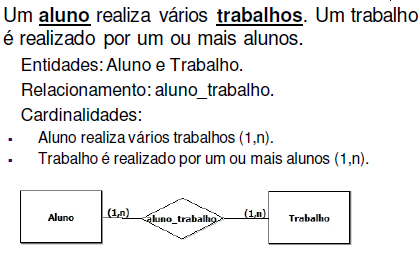 Um aluno realiza vários trabalhos. Um trabalho
é realizado por um ou mais alunos.
Entidades: Aluno e Trabalho.
Relacionamento: aluno_trabalho.
Cardinalidades:
▪ Aluno realiza vários trabalhos (1,n).
▪ Trabalho é realizado por um ou mais alunos (1,n).
Aluno (1,n) aluno_trabalho (1,n) Trabalho